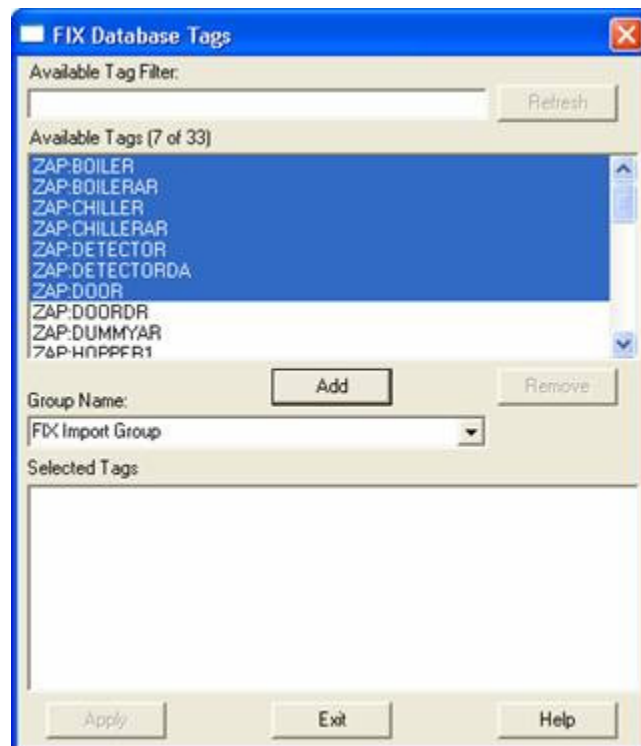 FIX Database Tags
Available Tag Filter:
Refresh
Available Tags (7 of 33)
ZAP:BOILER
ZAP:BOILERAR
ZAP:CHILLER
ZAP:CHILLERAR
ZAP:DETECTOR
ZAP:DETECTORDA
ZAP:DOOR
ZAP:DOORDR
ZAP:DUMMYAR
ZAP:HOPPER1
Add
Remove
Group Name:
FIX Import Group
Selected Tags
Apply
Exit
Help